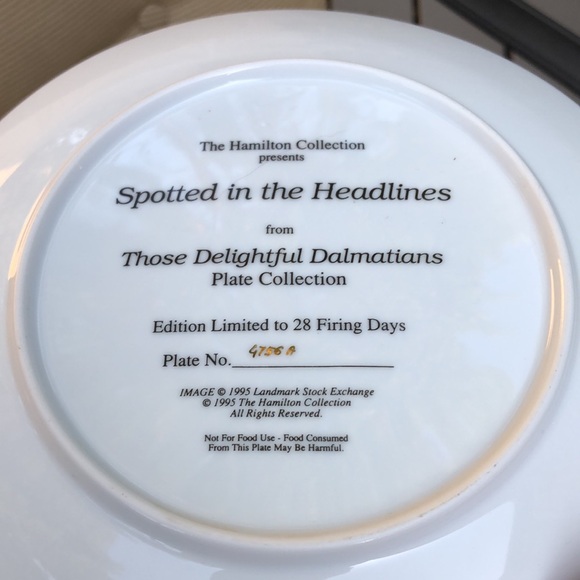 The Hamilton Collection
presents
Spotted in the Headlines
from
Those Delightful Dalmatians
Plate Collection
Edition Limited to 28 Firing Days
Plate No. 4756 A
IMAGE © 1995 Landmark Stock Exchange
© 1995 The Hamilton Collection
All Rights Reserved.
Not For Food Use - Food Consumed
From This Plate May Be Harmful.